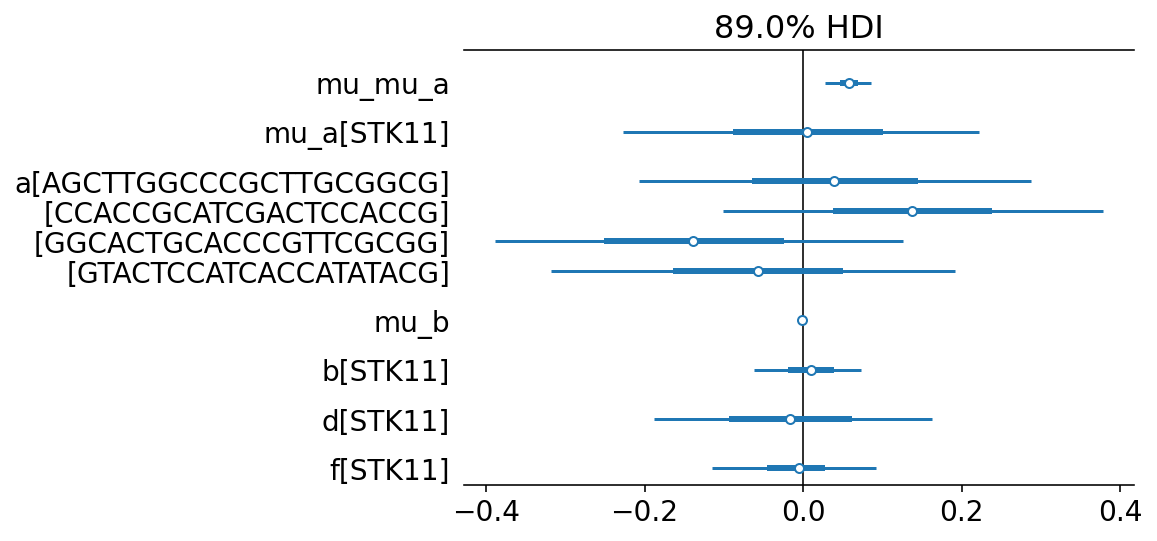 89.0% HDI
mu_mu_a
mu_a[STK11]
a[AGCTTGGCCCGCTTGCGGCG]
[CCACCGCATCGACTCCACCG]
[GGCACTGCACCCGTTCGCGG]
[GTACTCCATCACCATATACG]
mu_b
b[STK11]
d[STK11]
f[STK11]
−0.4 −0.2 0.0 0.2 0.4